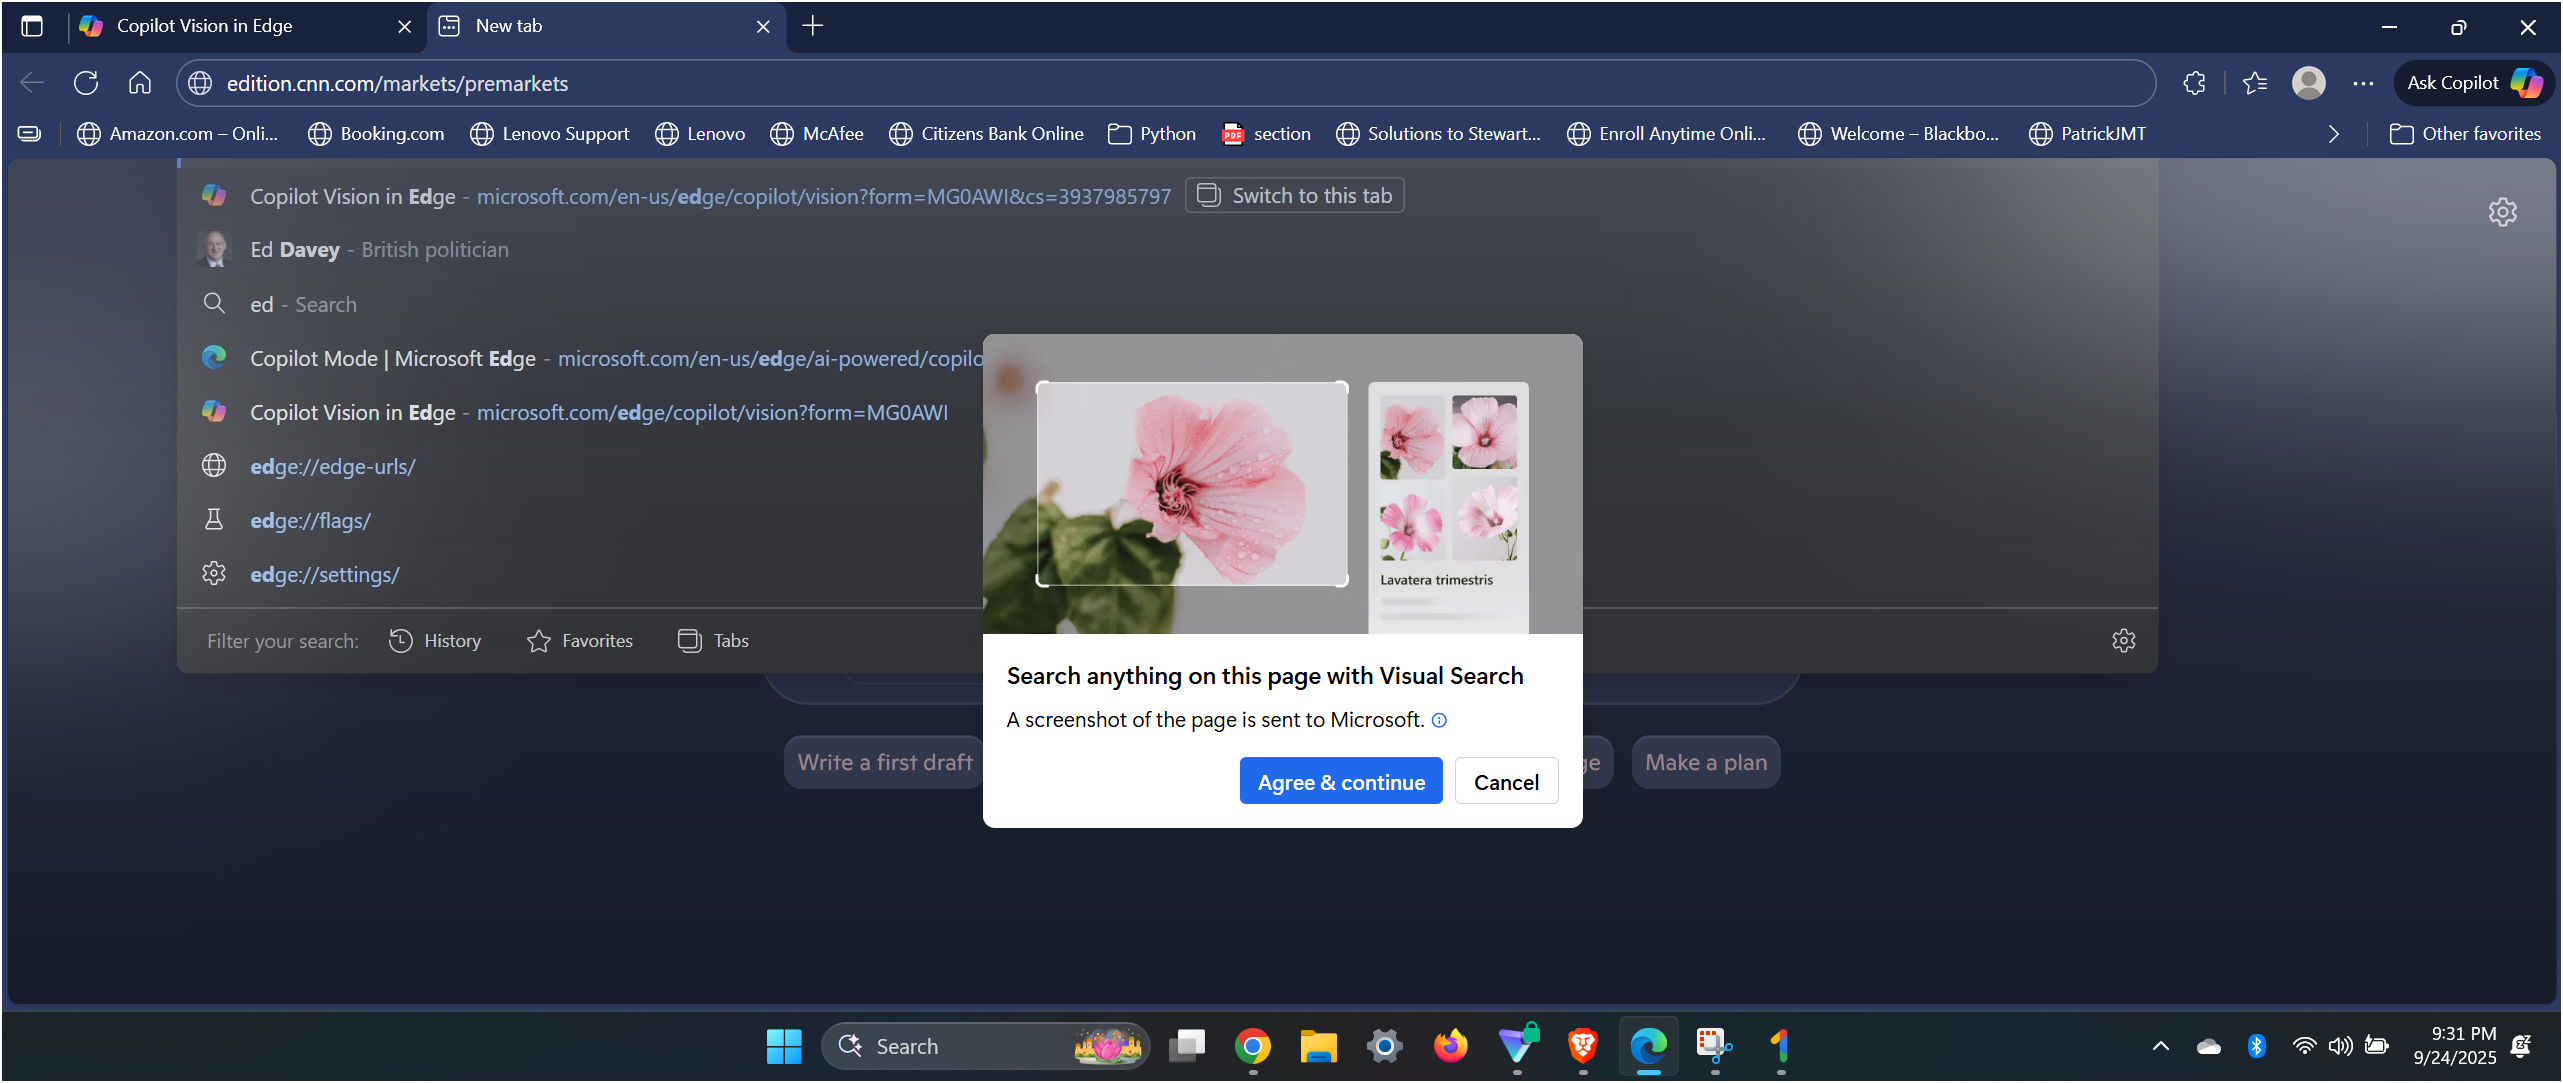 Copilot Vision in Edge
New tab
edition.cnn.com/markets/premarkets
Ask Copilot
Amazon.com – Onli...
Booking.com
Lenovo Support
Lenovo
McAfee
Citizens Bank Online
Python
section
Solutions to Stewart...
Enroll Anytime Onli...
Welcome – Blackbo...
PatrickJMT
Other favorites
Copilot Vision in Edge - microsoft.com/en-us/edge/copilot/vision?form=MG0AWI&cs=3937985797 Switch to this tab
Ed Davey - British politician
ed - Search
Copilot Mode | Microsoft Edge - microsoft.com/en-us/edge/ai-powered/copilo
Copilot Vision in Edge - microsoft.com/edge/copilot/vision?form=MG0AWI
edge://edge-urls/
edge://flags/
edge://settings/
Filter your search: History Favorites Tabs
Lavatera trimestris
Search anything on this page with Visual Search
A screenshot of the page is sent to Microsoft.
Agree & continue
Cancel
Write a first draft
ge
Make a plan
Search
9:31 PM
9/24/2025